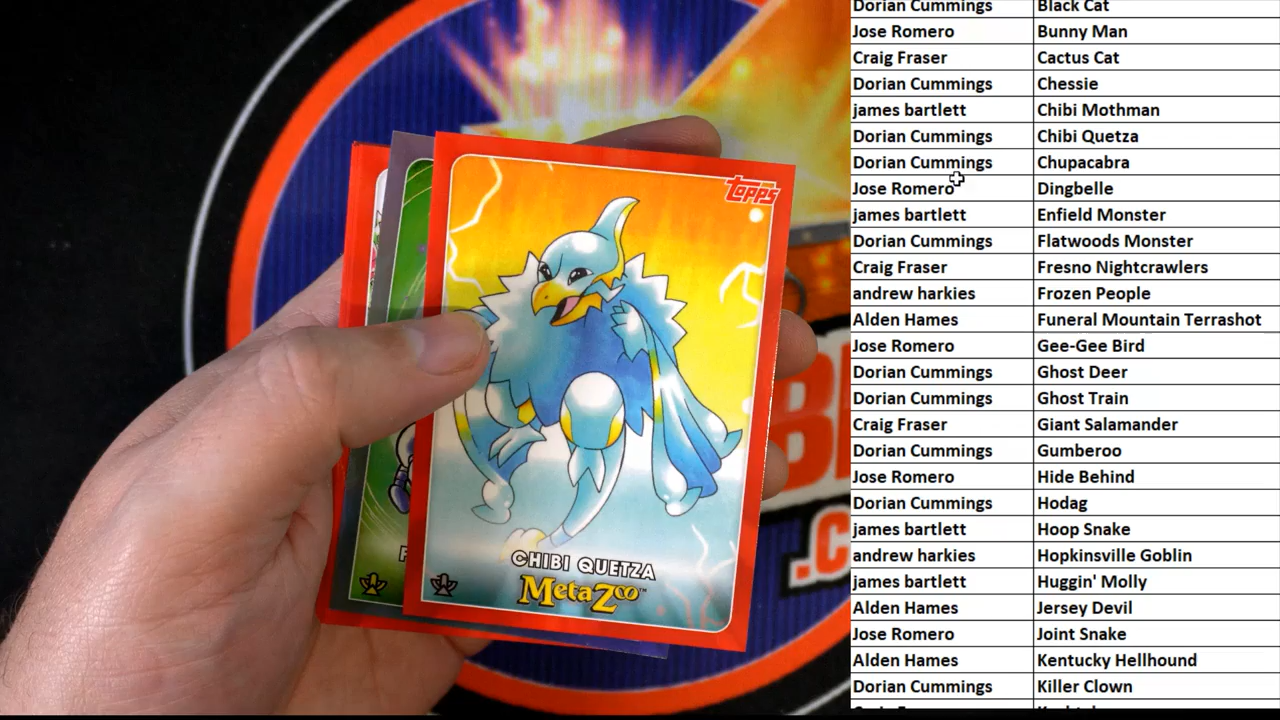 topps
CHIBI QUETZA
MetaZoo™
F
.C
Dorian Cummings Black Cat
Jose Romero Bunny Man
Craig Fraser Cactus Cat
Dorian Cummings Chessie
james bartlett Chibi Mothman
Dorian Cummings Chibi Quetza
Dorian Cummings Chupacabra
Jose Romero Dingbelle
james bartlett Enfield Monster
Dorian Cummings Flatwoods Monster
Craig Fraser Fresno Nightcrawlers
andrew harkies Frozen People
Alden Hames Funeral Mountain Terrashot
Jose Romero Gee-Gee Bird
Dorian Cummings Ghost Deer
Dorian Cummings Ghost Train
Craig Fraser Giant Salamander
Dorian Cummings Gumberoo
Jose Romero Hide Behind
Dorian Cummings Hodag
james bartlett Hoop Snake
andrew harkies Hopkinsville Goblin
james bartlett Huggin' Molly
Alden Hames Jersey Devil
Jose Romero Joint Snake
Alden Hames Kentucky Hellhound
Dorian Cummings Killer Clown